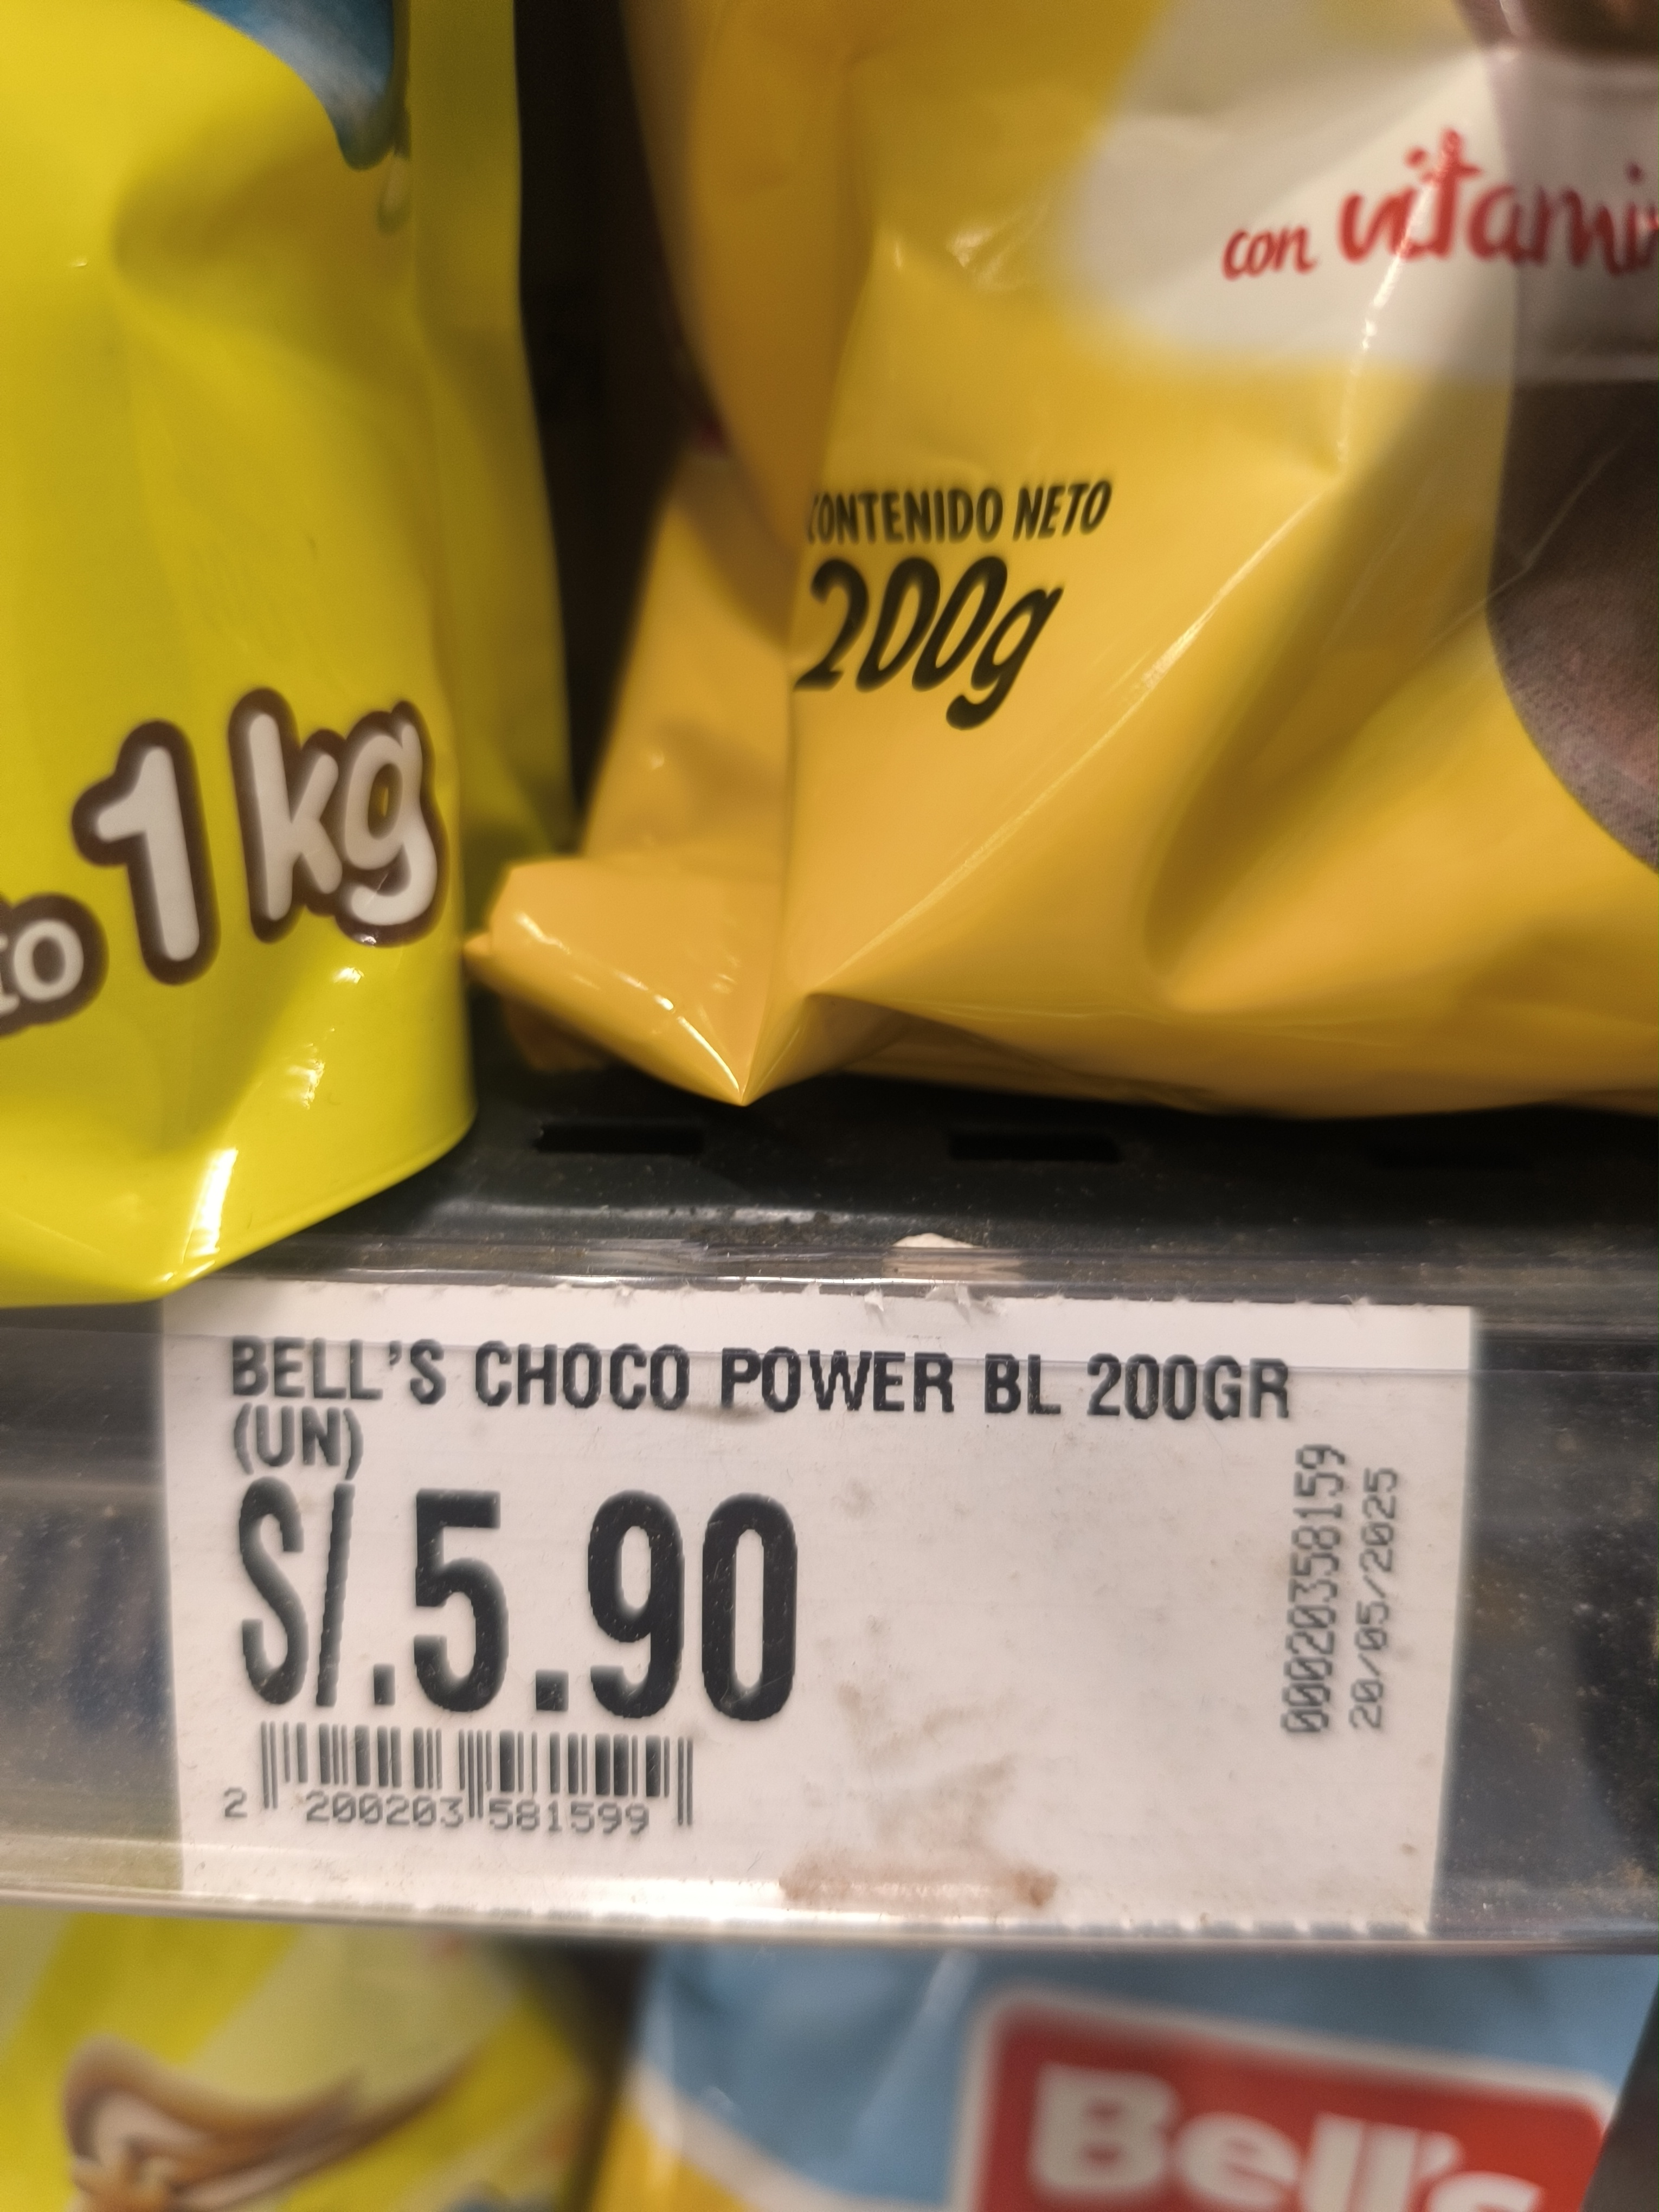 con vitamin
CONTENIDO NETO
200g
to 1 kg
BELL'S CHOCO POWER BL 200GR
(UN)
S/.5.90
00020358159
20/05/2025
2 200203 581599
Bell's